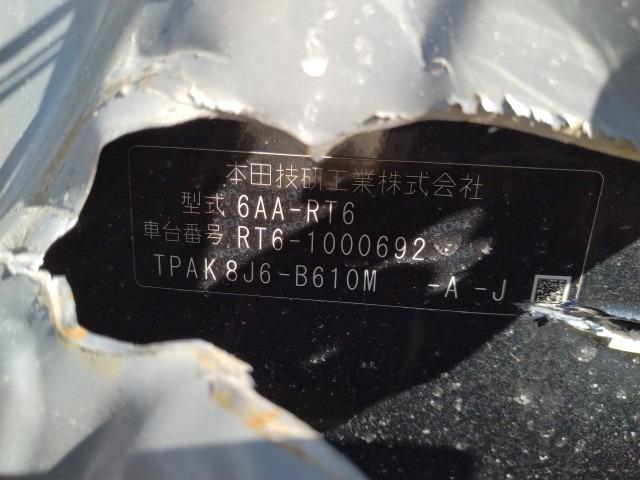 本田技研工業株式会社
型式 6AA-RT6
車台番号 RT6-1000692
TPAK8J6-B610M -A -J